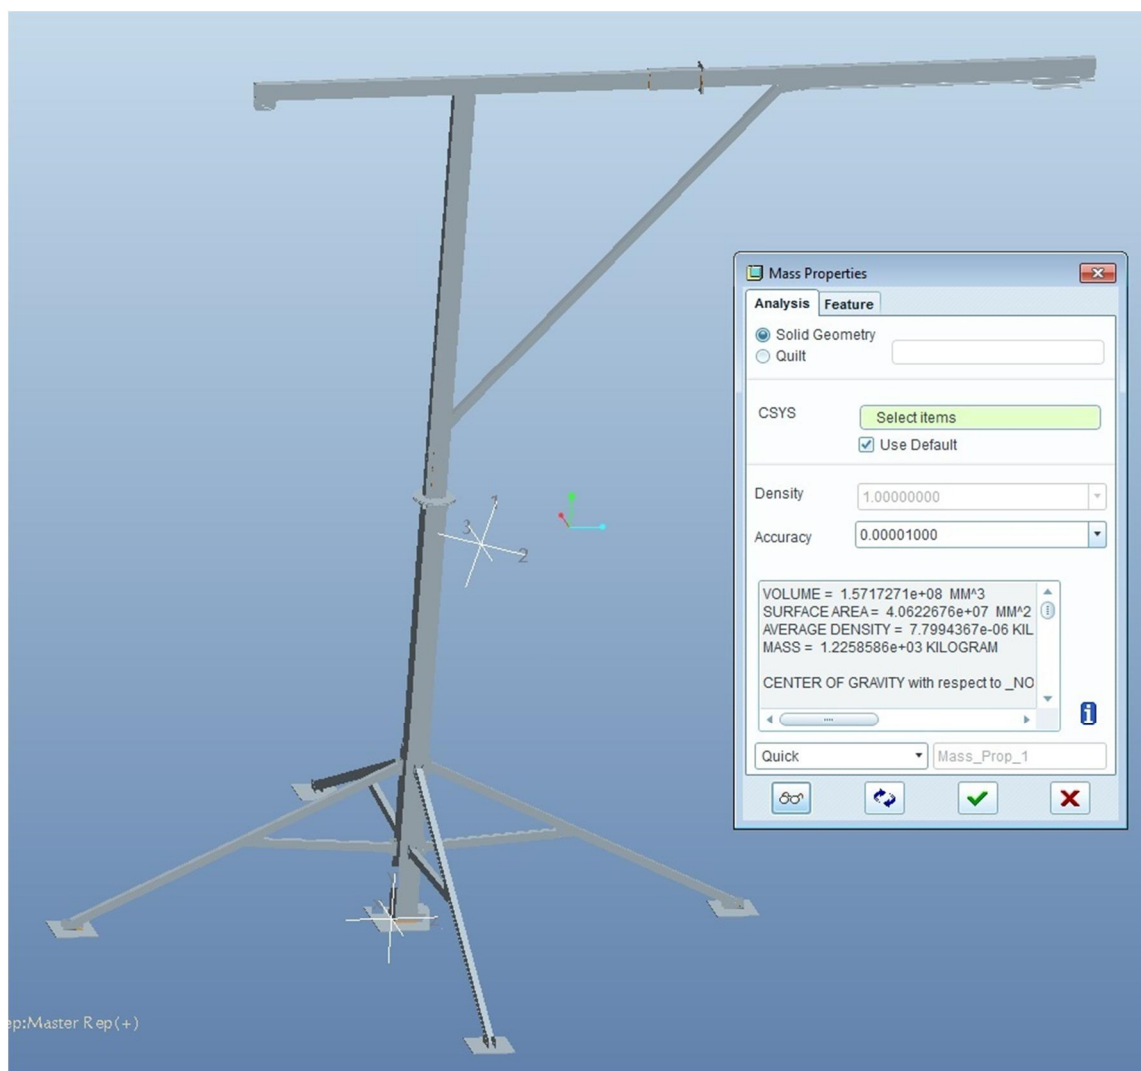 Mass Properties
Analysis Feature
Solid Geometry
Quilt
CSYS
Select items
Use Default
Density
1.00000000
Accuracy
0.00001000
VOLUME = 1.5717271e+08 MM^3
SURFACE AREA = 4.0622676e+07 MM^2
AVERAGE DENSITY = 7.7994367e-06 KIL
MASS = 1.2258586e+03 KILOGRAM
CENTER OF GRAVITY with respect to _NO
Quick
Mass_Prop_1
1
3
2
ep:Master Rep(+)